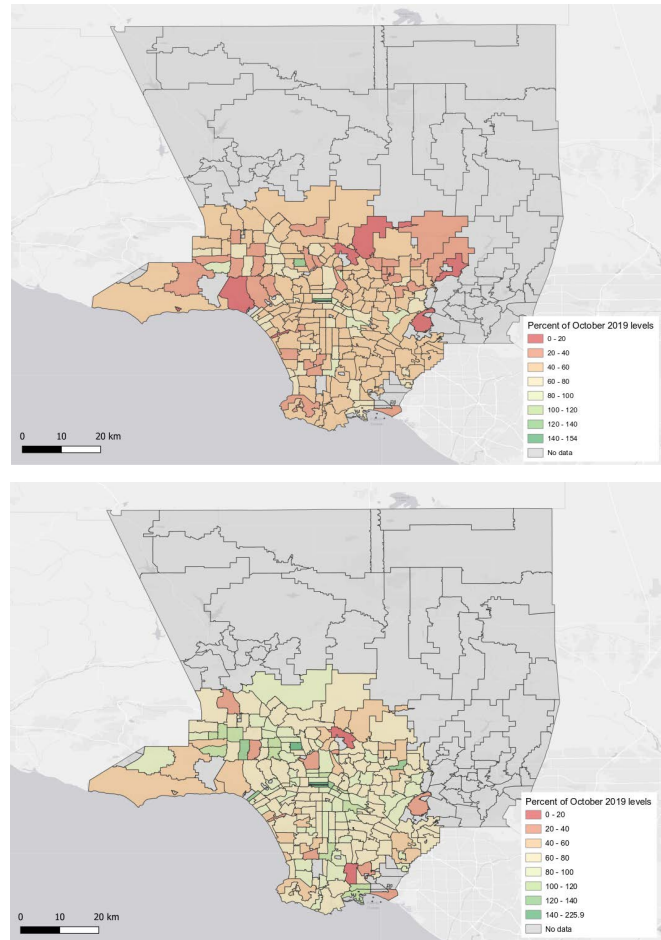 Percent of October 2019 levels
0 - 20
20 - 40
40 - 60
60 - 80
80 - 100
100 - 120
120 - 140
140 - 154
No data
0 10 20 km
Percent of October 2019 levels
0 - 20
20 - 40
40 - 60
60 - 80
80 - 100
100 - 120
120 - 140
140 - 225.9
No data
0 10 20 km